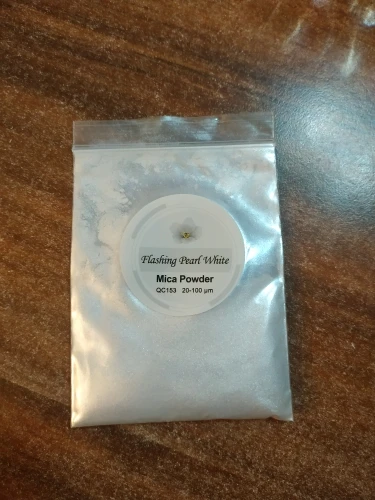 Flashing Pearl White
Mica Powder
QC153 20-100 µm